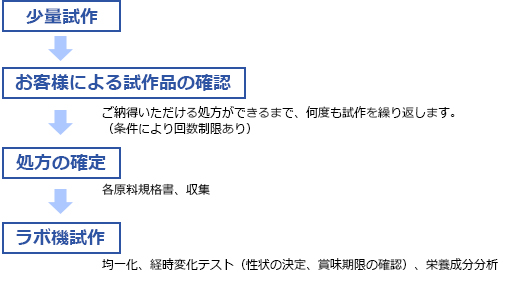 少量試作
お客様による試作品の確認
ご納得いただける処方ができるまで、何度も試作を繰り返します。
（条件により回数制限あり）
処方の確定
各原料規格書、収集
ラボ機試作
均一化、経時変化テスト（性状の決定、賞味期限の確認）、栄養成分分析